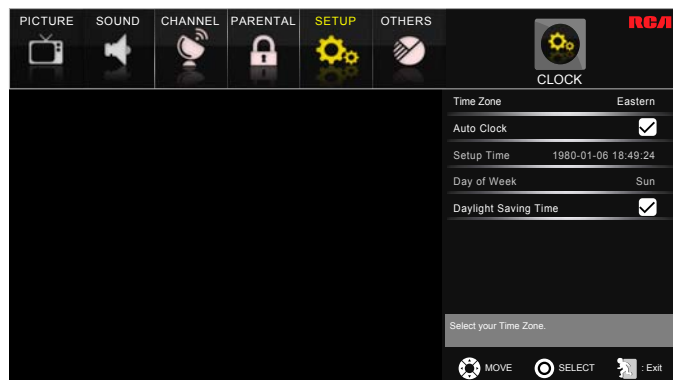 PICTURE SOUND CHANNEL PARENTAL SETUP OTHERS
RCA
CLOCK
Time Zone Eastern
Auto Clock
Setup Time 1980-01-06 18:49:24
Day of Week Sun
Daylight Saving Time
Select your Time Zone.
MOVE SELECT : Exit